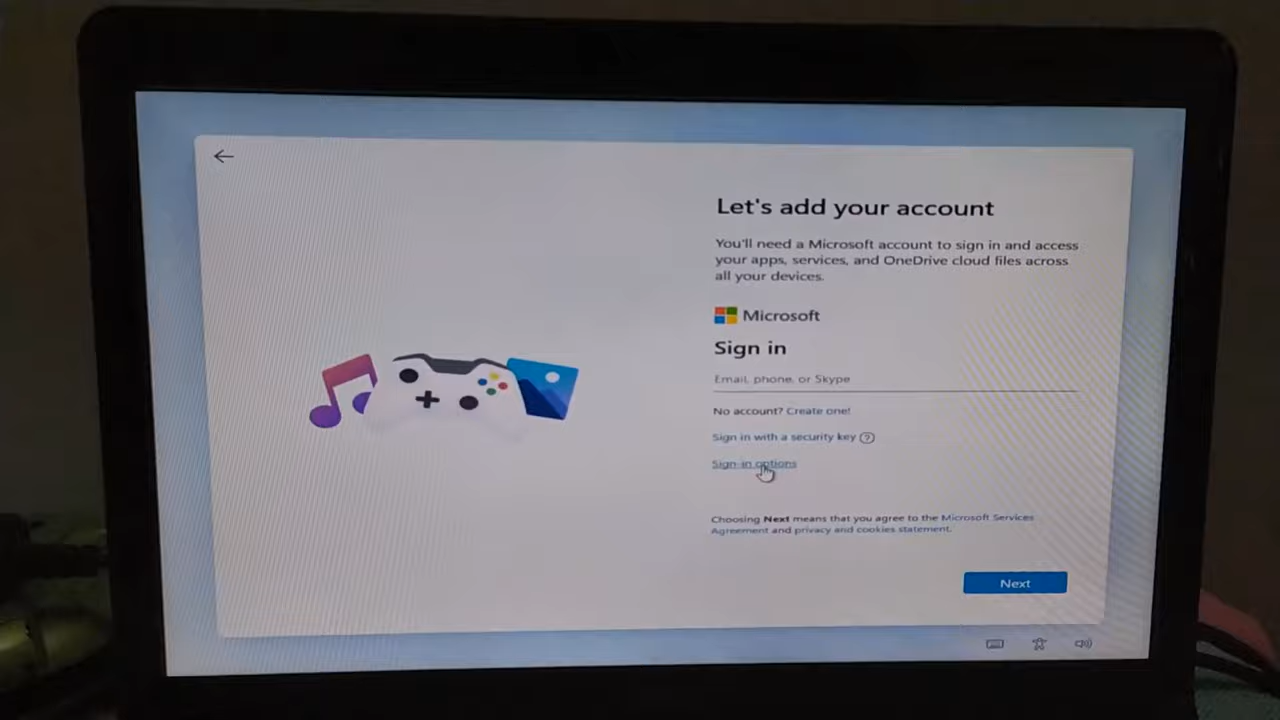 Let's add your account
You'll need a Microsoft account to sign in and access
your apps, services, and OneDrive cloud files across
all your devices.
Microsoft
Sign in
Email, phone, or Skype
No account? Create one!
Sign in with a security key ?
Sign-in options
Choosing Next means that you agree to the Microsoft Services
Agreement and privacy and cookies statement.
Next